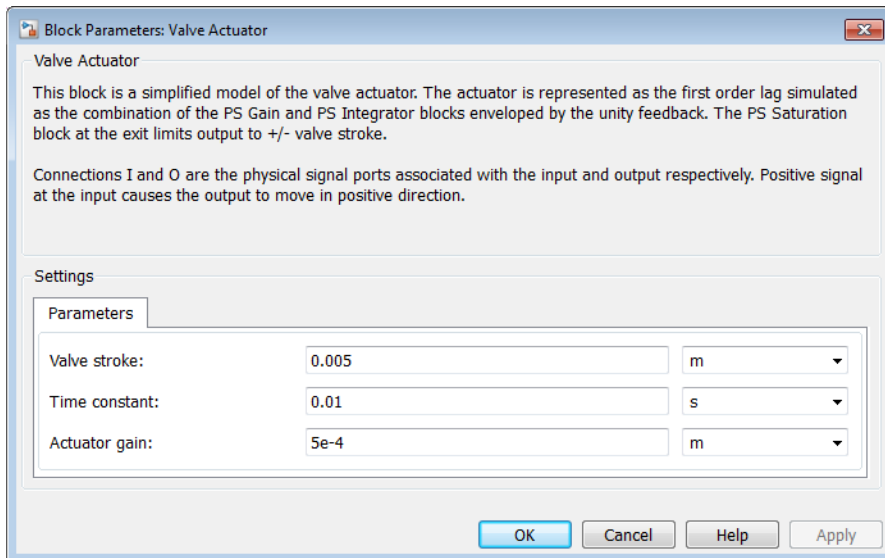 Block Parameters: Valve Actuator
Valve Actuator
This block is a simplified model of the valve actuator. The actuator is represented as the first order lag simulated
as the combination of the PS Gain and PS Integrator blocks enveloped by the unity feedback. The PS Saturation
block at the exit limits output to +/- valve stroke.
Connections I and O are the physical signal ports associated with the input and output respectively. Positive signal
at the input causes the output to move in positive direction.
Settings
Parameters
Valve stroke: 0.005 m
Time constant: 0.01 s
Actuator gain: 5e-4 m
OK Cancel Help Apply